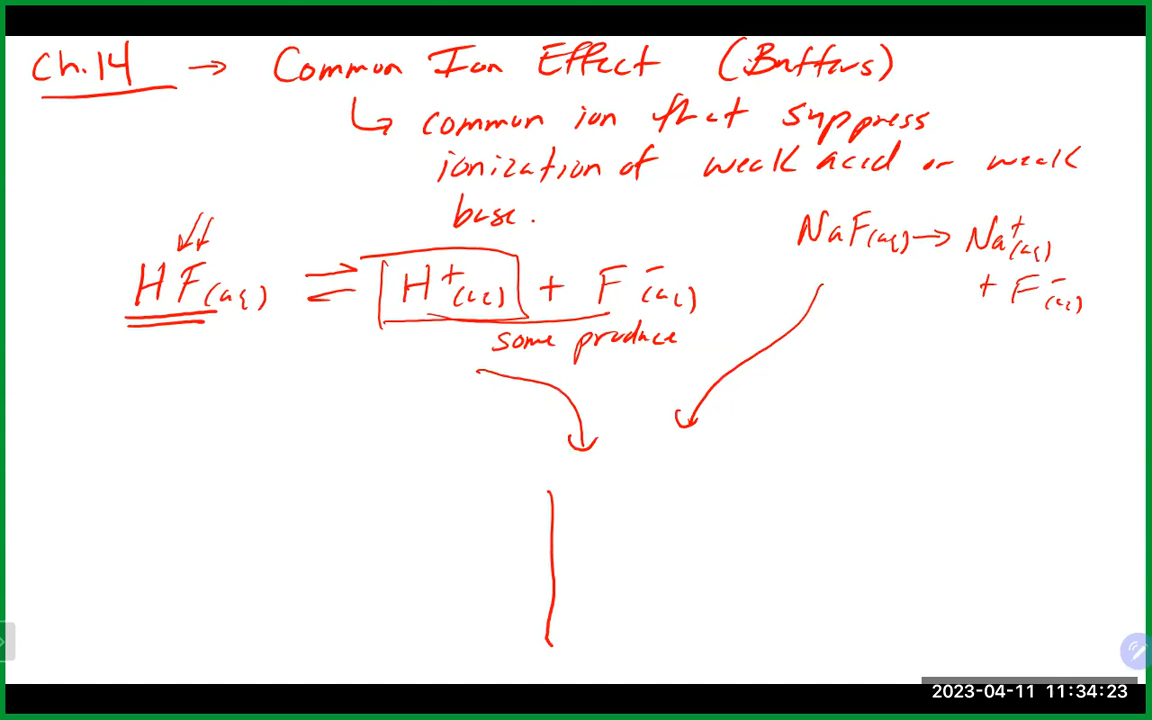 Ch.14 → Common Ion Effect (Buffers)
↳ common ion that suppress
ionization of weak acid or weak
base.
NaF(aq) → Na⁺(aq)
+ F⁻(aq)
HF(aq) ⇌ H⁺(aq) + F⁻(aq)
some produce
2023-04-11 11:34:23